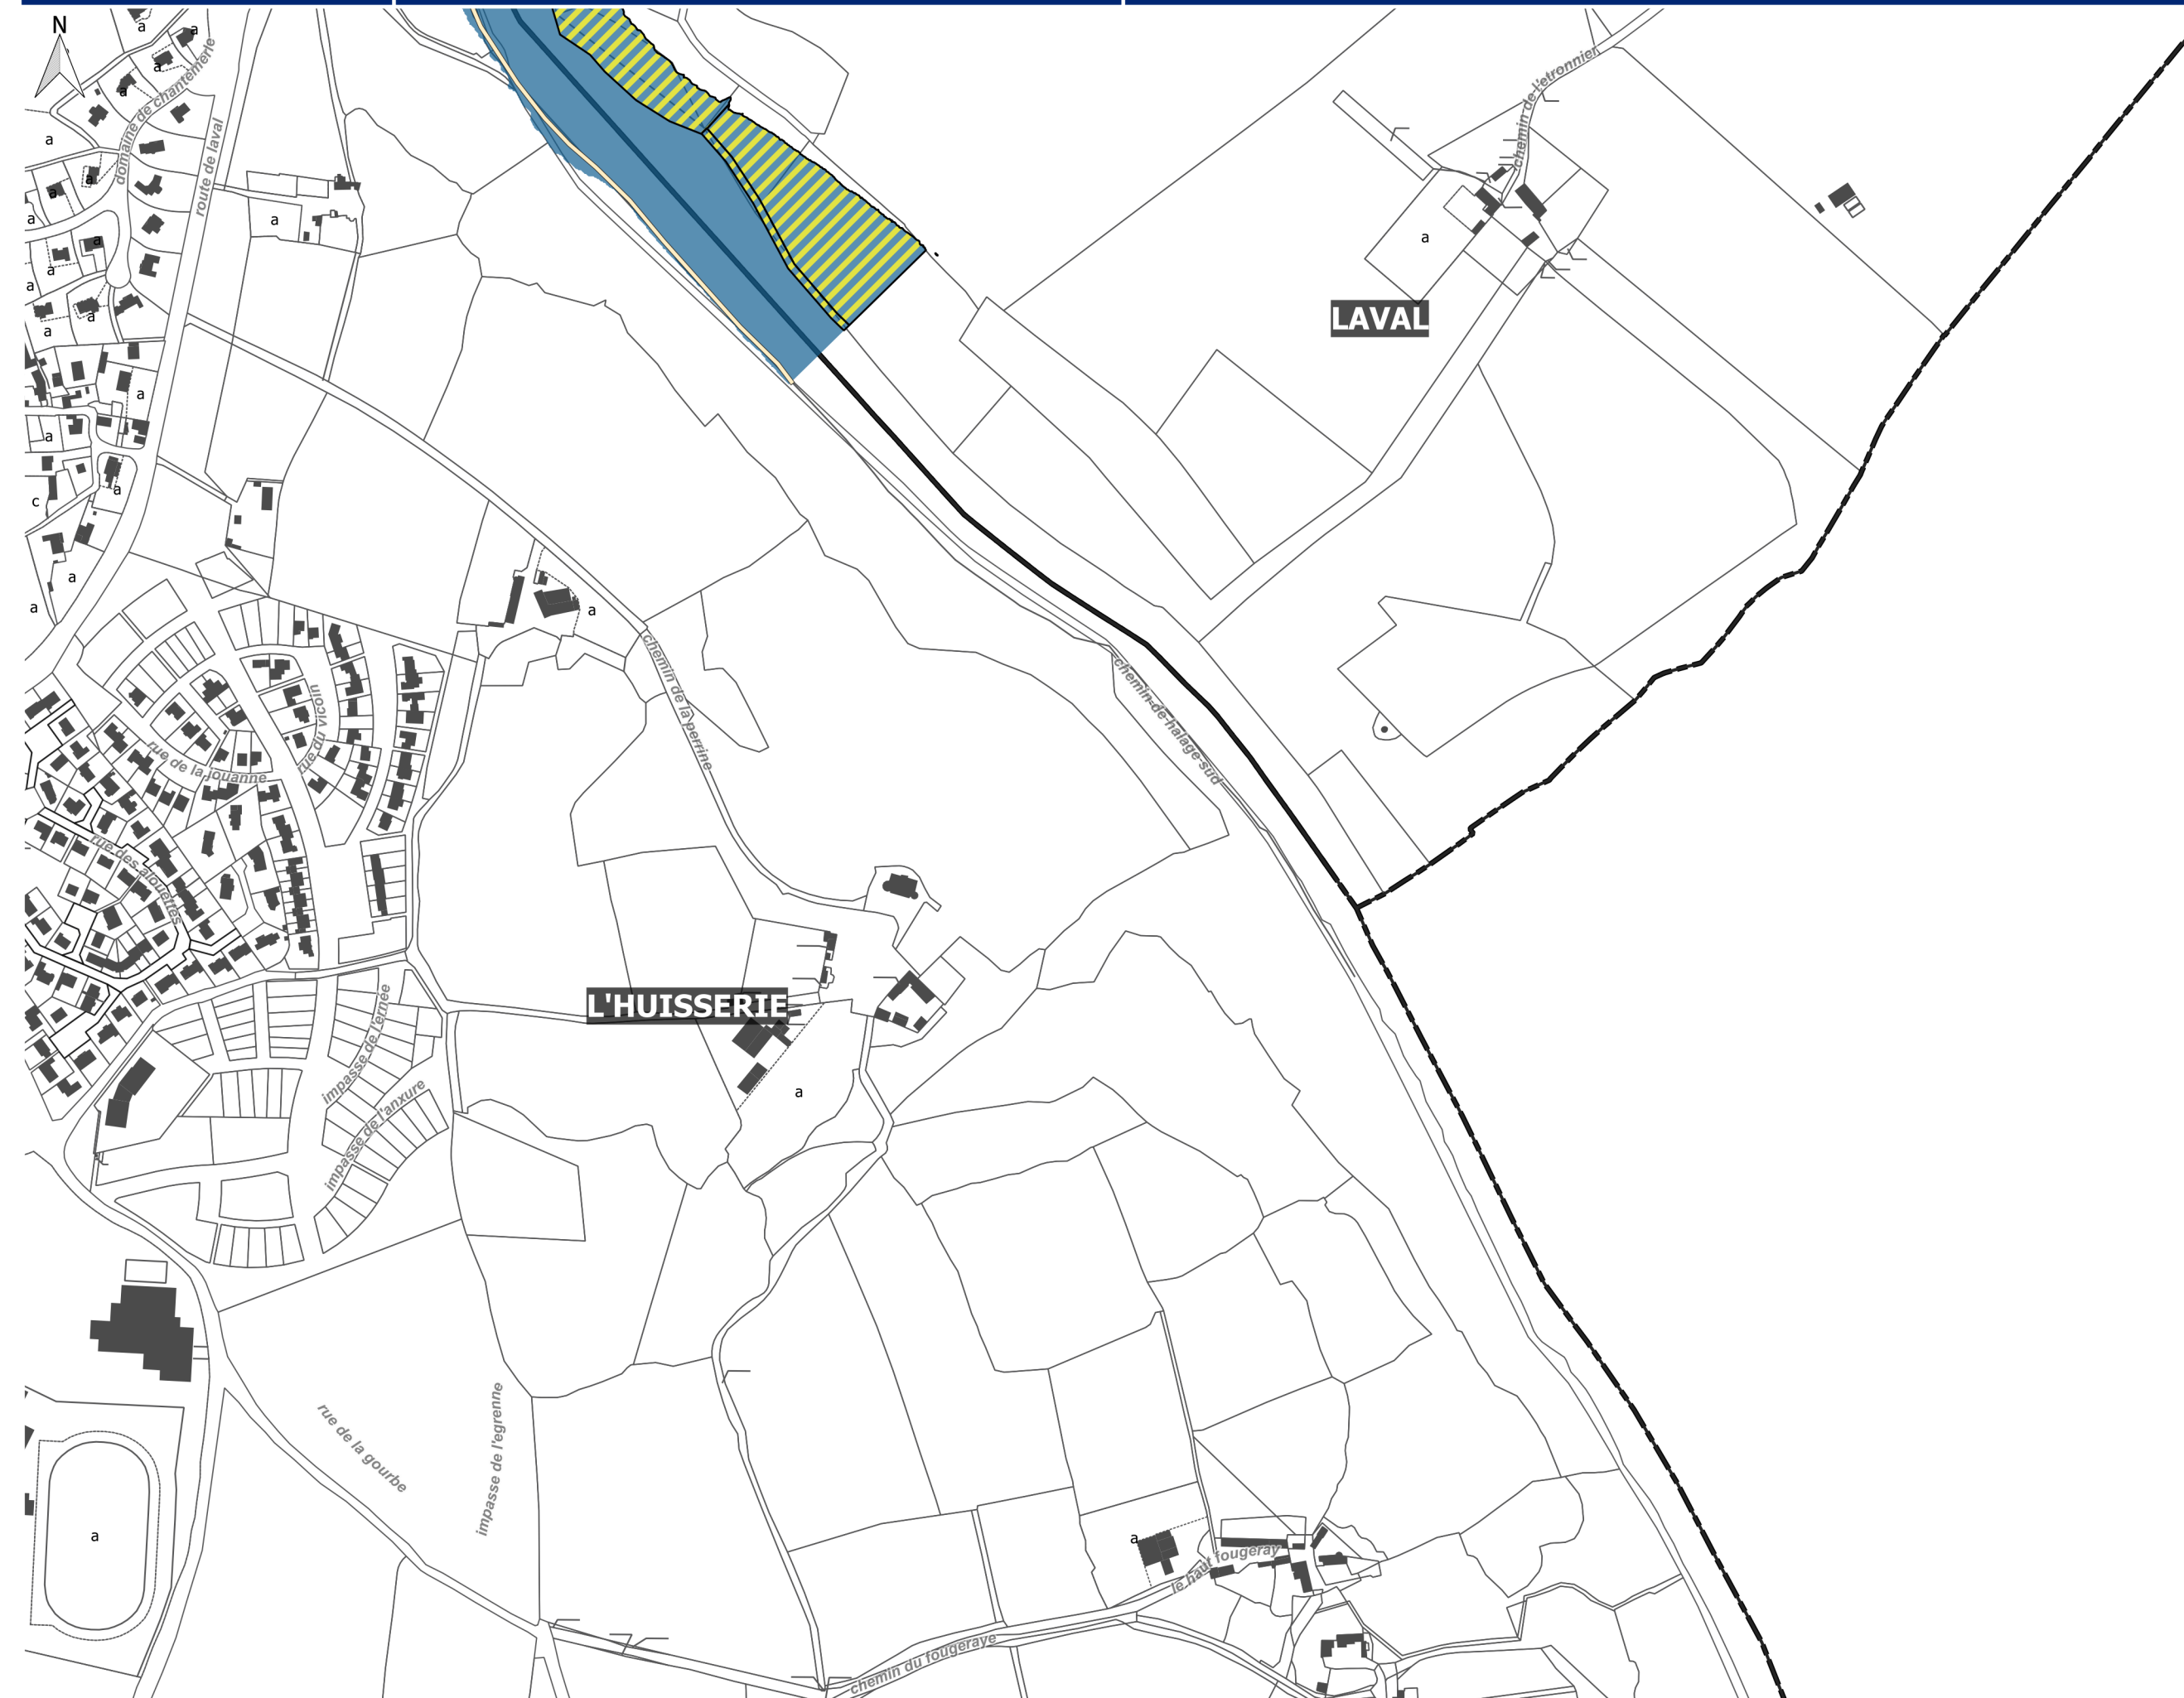 N
a
a
a
a
domaine de chantemerle
route de laval
chemin de l'etronnier
a
a
a
a
a
a
a
a
a
a
a
a
LAVAL
a
a
a
c
a
a
a
a
chemin de la perrine
chemin de halage sud
rue du vicoin
rue de la jouanne
rue des alouettes
L'HUISSERIE
impasse de l'ernée
impasse de l'anxure
a
rue de la gourbe
impasse de l'egrenne
a
a
le haut fougeray
chemin du fougeraye